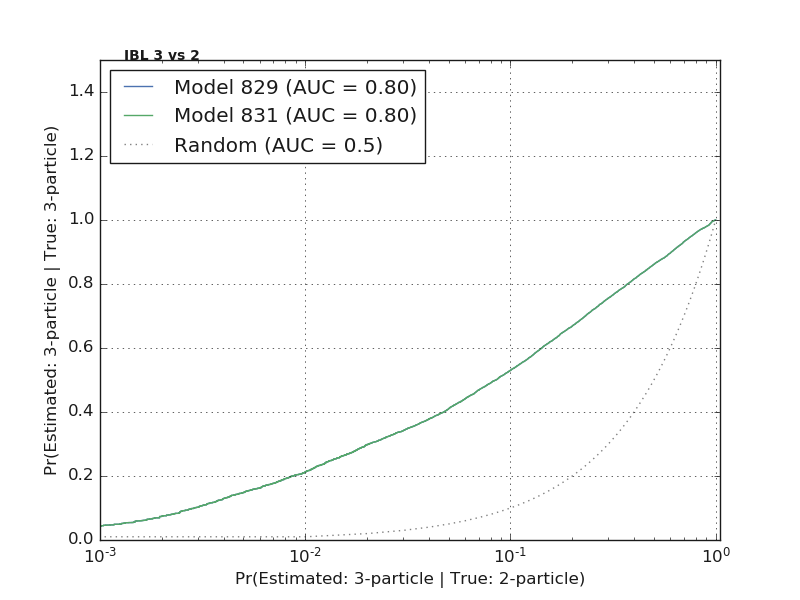 IBL 3 vs 2
Model 829 (AUC = 0.80)
Model 831 (AUC = 0.80)
Random (AUC = 0.5)
1.4
1.2
1.0
0.8
0.6
0.4
0.2
0.0
Pr(Estimated: 3-particle | True: 3-particle)
10^-3
10^-2
10^-1
10^0
Pr(Estimated: 3-particle | True: 2-particle)